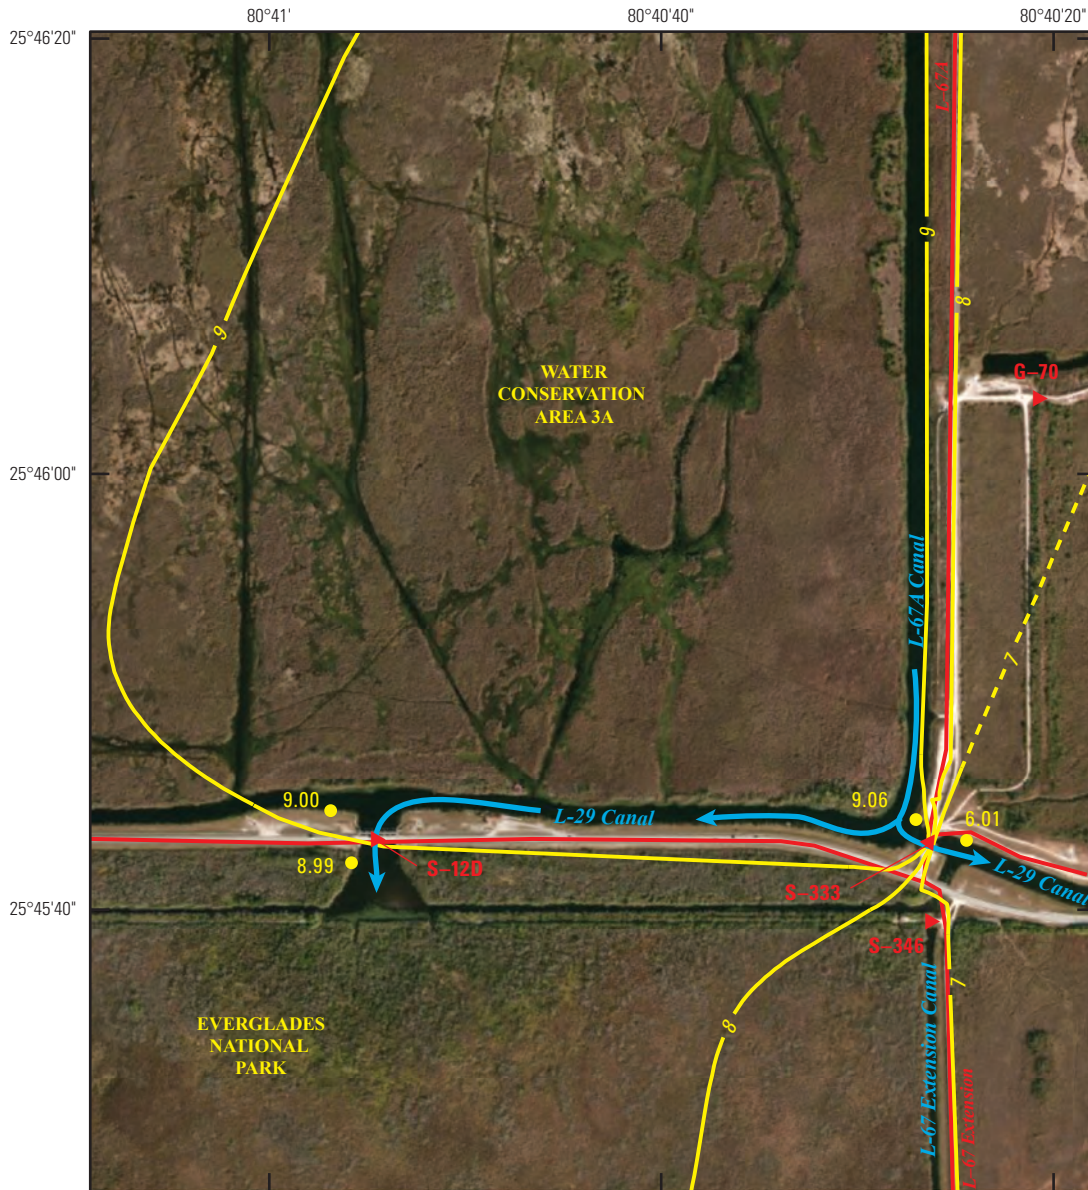 80°41'
80°40'40"
80°40'20"
25°46'20"
L-67A
9
8
9
G–70
WATER
CONSERVATION
AREA 3A
25°46'00"
L-67A Canal
7
9.00
9.06
6.01
L-29 Canal
8.99
S–12D
S–333
L-29 Canal
25°45'40"
S–346
7
8
EVERGLADES
NATIONAL
PARK
L-67 Extension Canal
L-67 Extension